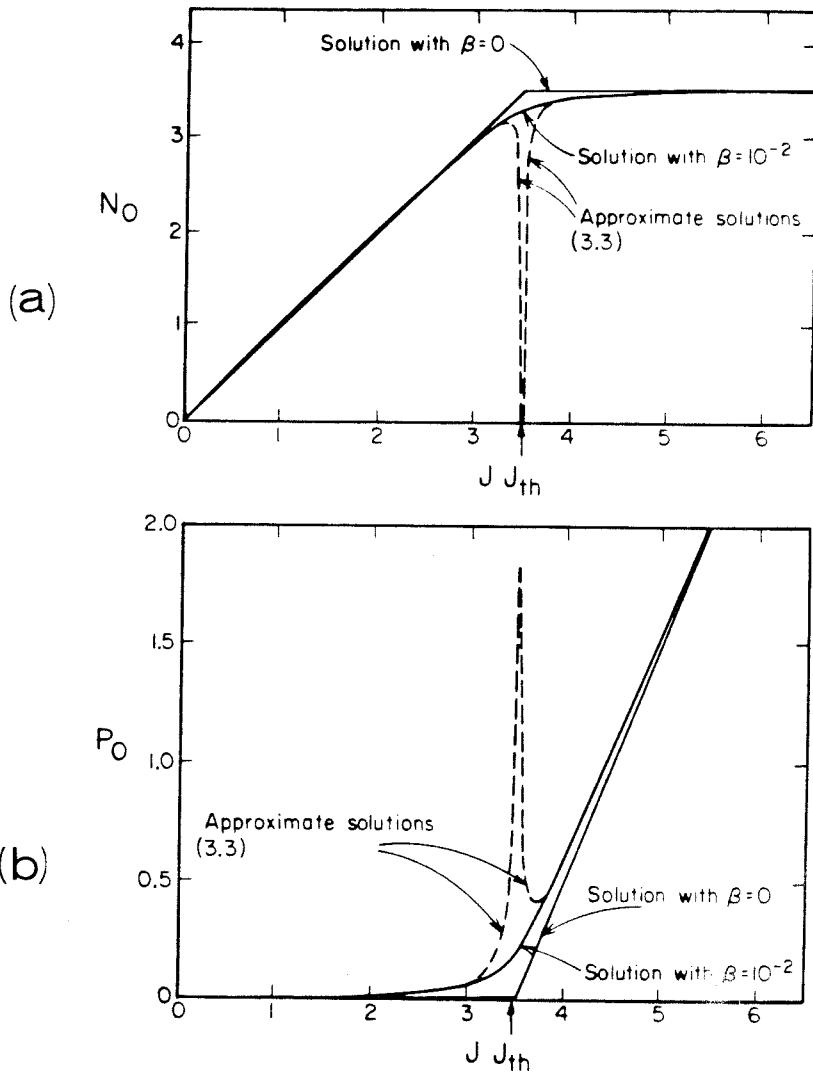 4
Solution with β=0
3
Solution with β=10⁻²
N₀
2
Approximate solutions
(3.3)
(a)
1
0
0 1 2 3 4 5 6
J J_th
2.0
1.5
P₀
1.0
Approximate solutions
(3.3)
(b)
0.5
Solution with β=0
Solution with β=10⁻²
0
0 1 2 3 4 5 6
J J_th